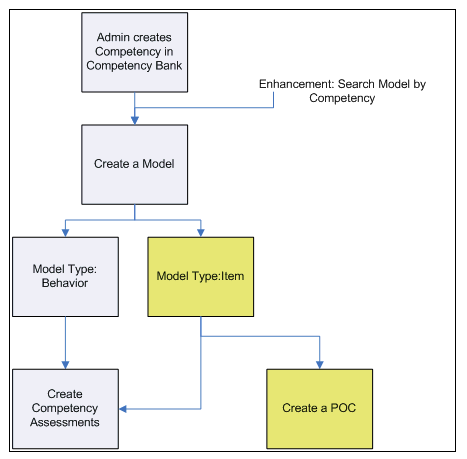 Admin creates
Competency in
Competency Bank
Enhancement: Search Model by
Competency
Create a Model
Model Type:
Behavior
Model Type:Item
Create
Competency
Assessments
Create a POC